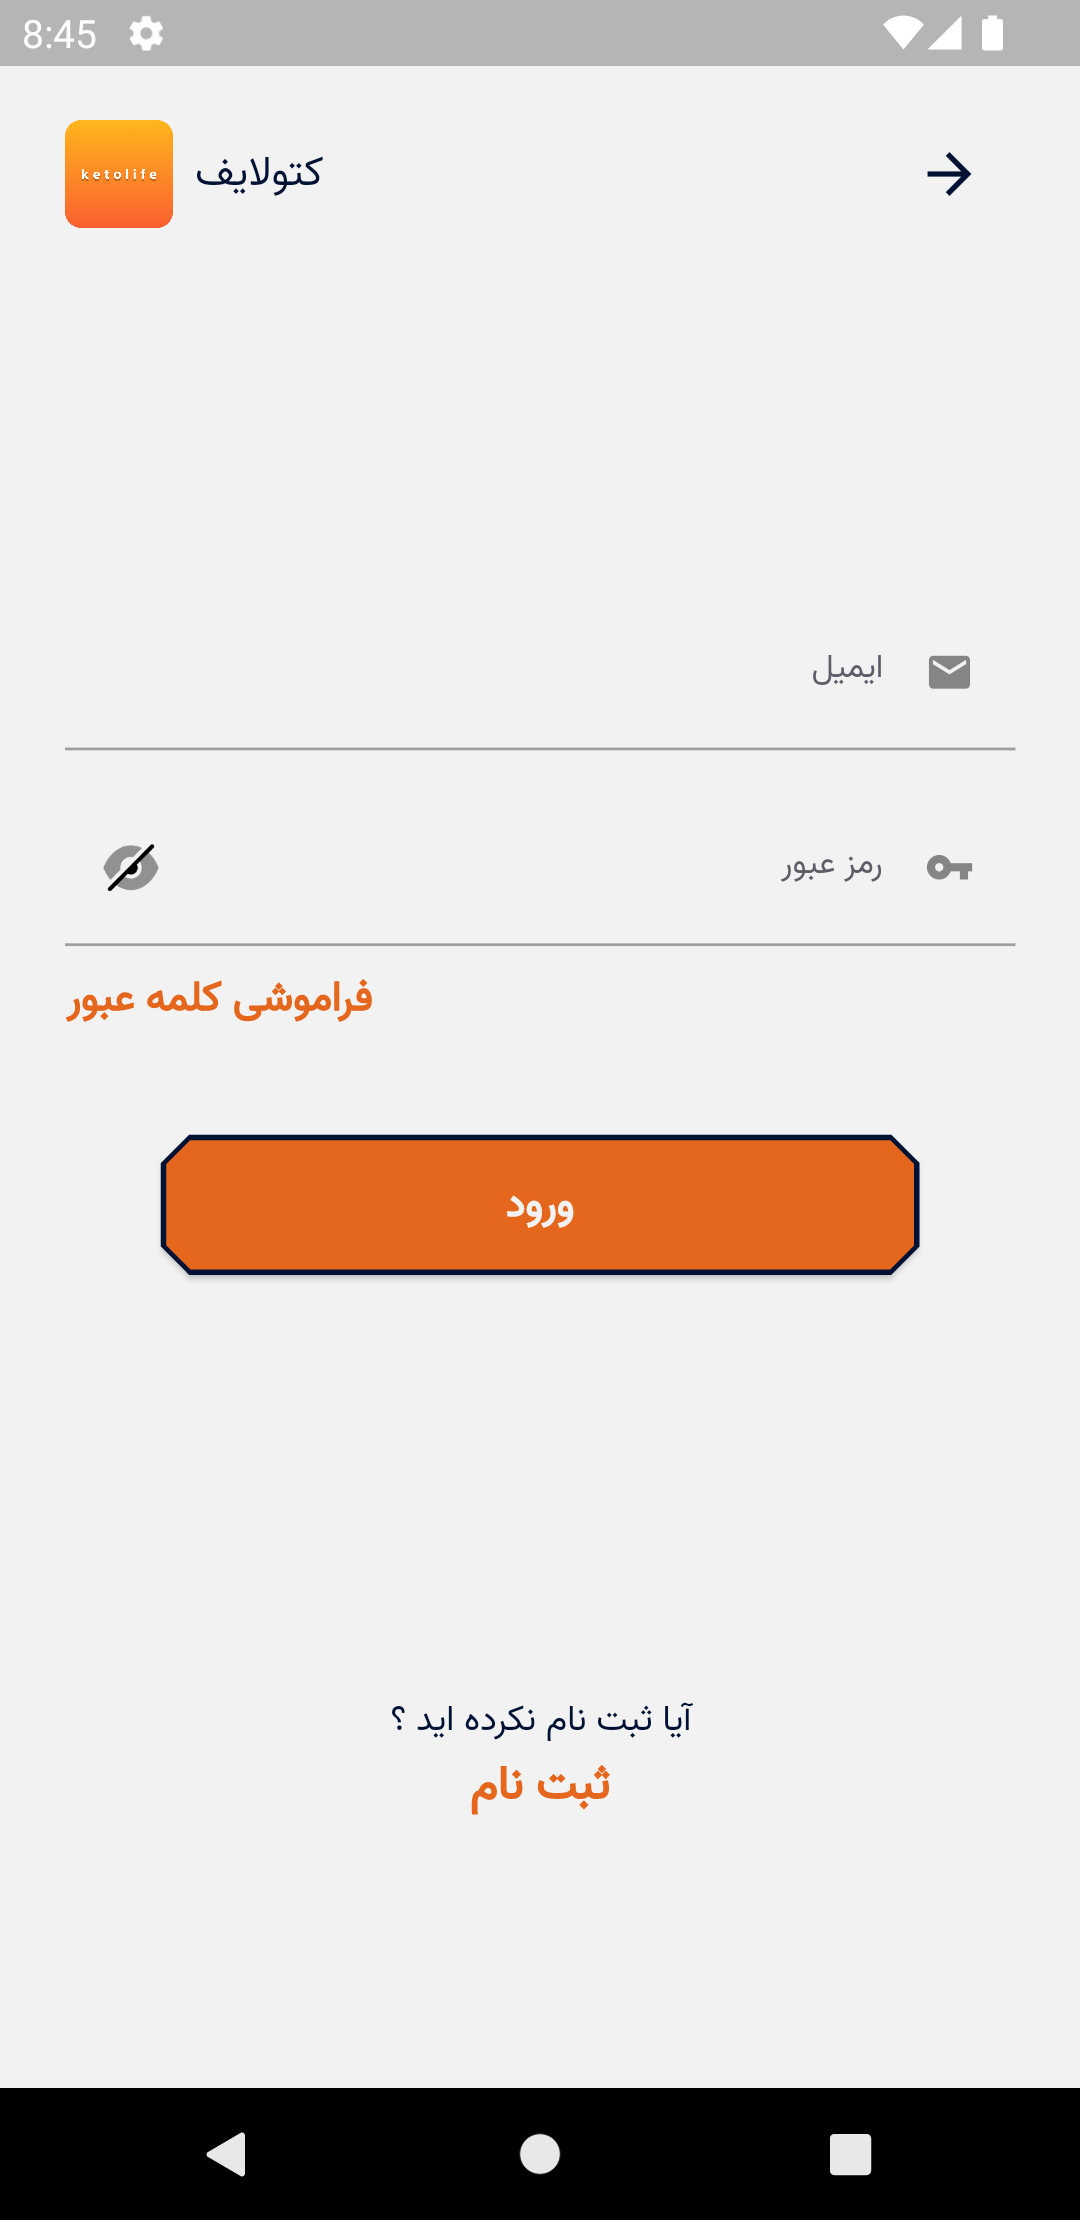 8:45
ketolife
کتولایف
ایمیل
رمز عبور
فراموشی کلمه عبور
ورود
آیا ثبت نام نکرده اید ؟
ثبت نام